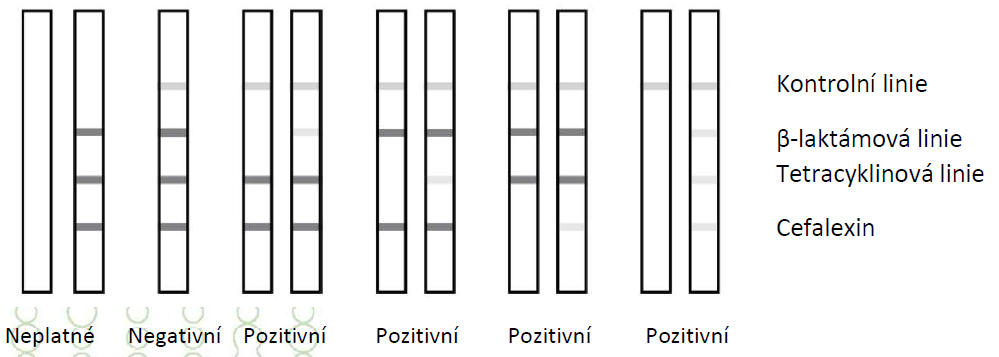 Kontrolní linie
β-laktámová linie
Tetracyklinová linie
Cefalexin
Neplatné Negativní Pozitivní Pozitivní Pozitivní Pozitivní